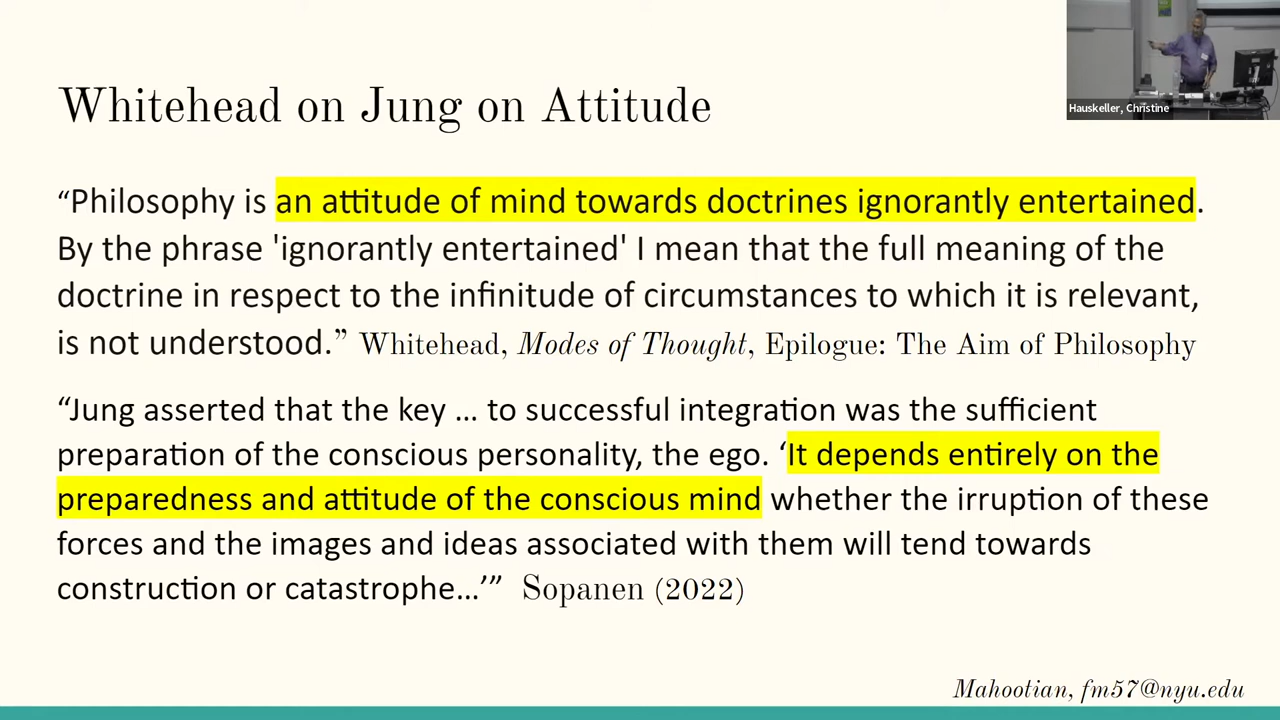 Hauskeller, Christine
Whitehead on Jung on Attitude
“Philosophy is an attitude of mind towards doctrines ignorantly entertained.
By the phrase 'ignorantly entertained' I mean that the full meaning of the
doctrine in respect to the infinitude of circumstances to which it is relevant,
is not understood.” Whitehead, Modes of Thought, Epilogue: The Aim of Philosophy
“Jung asserted that the key … to successful integration was the sufficient
preparation of the conscious personality, the ego. ‘It depends entirely on the
preparedness and attitude of the conscious mind whether the irruption of these
forces and the images and ideas associated with them will tend towards
construction or catastrophe…’” Sopanen (2022)
Mahootian, fm57@nyu.edu